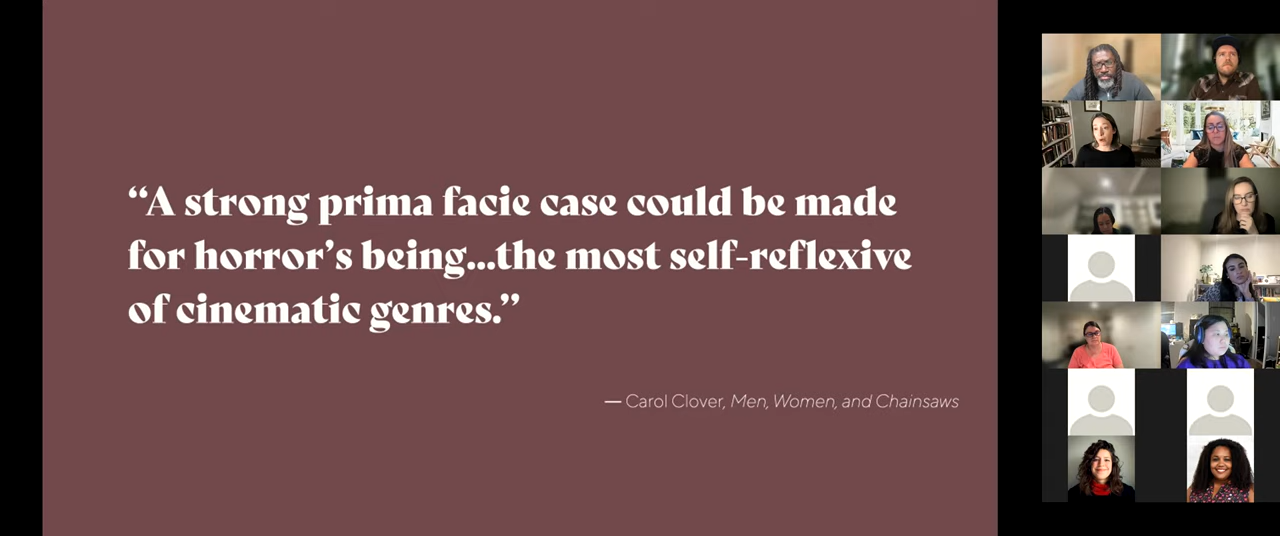 “A strong prima facie case could be made
for horror’s being...the most self-reflexive
of cinematic genres.”
— Carol Clover, Men, Women, and Chainsaws